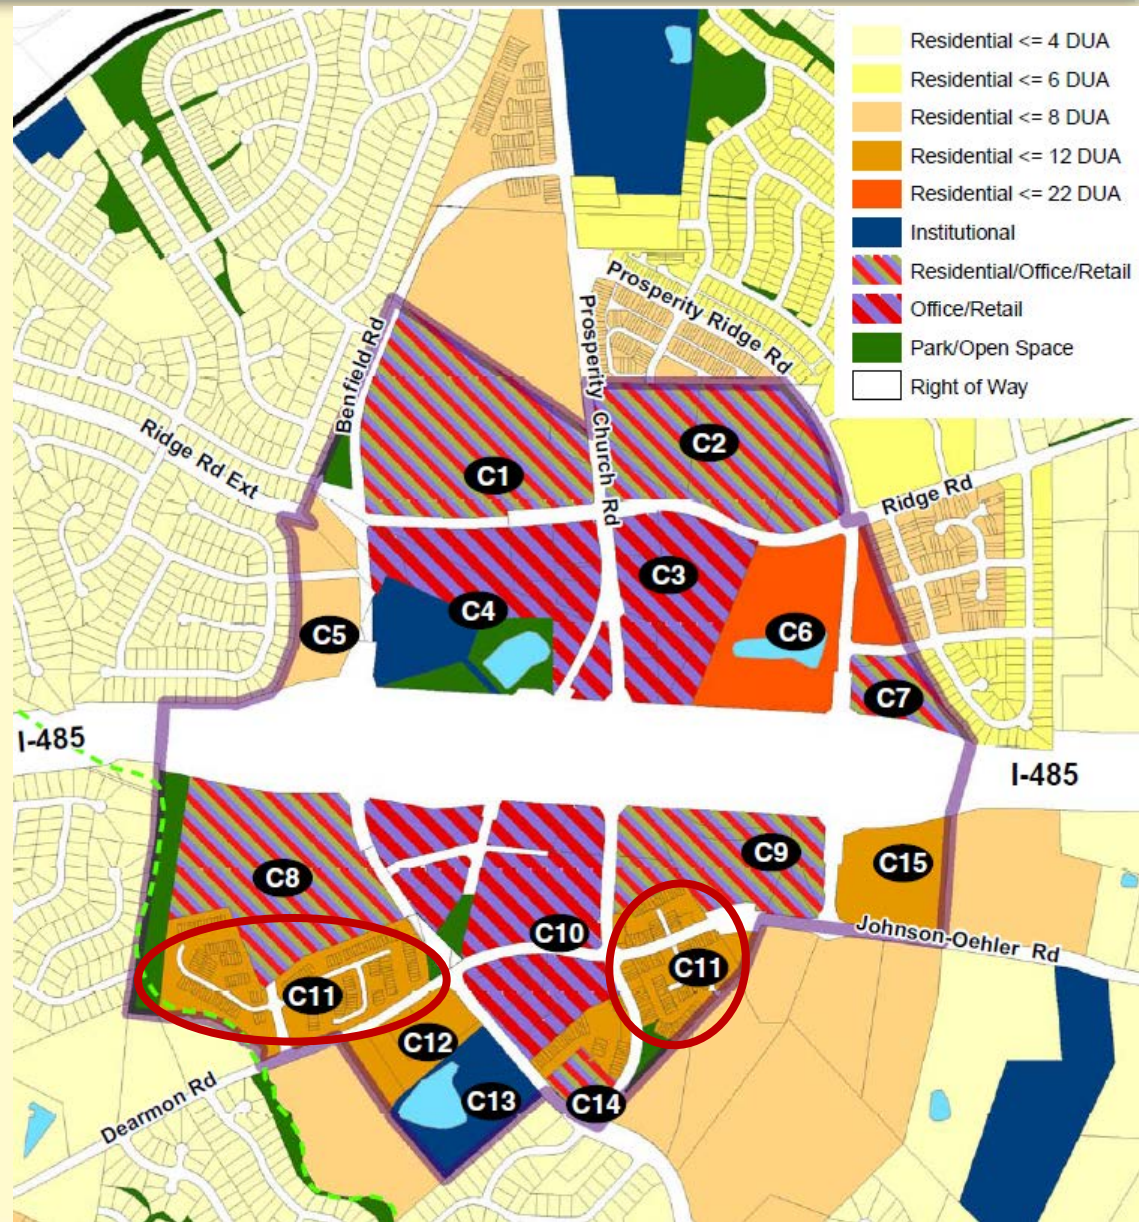 Residential <= 4 DUA
Residential <= 6 DUA
Residential <= 8 DUA
Residential <= 12 DUA
Residential <= 22 DUA
Institutional
Residential/Office/Retail
Office/Retail
Park/Open Space
Right of Way
Prosperity Ridge Rd
Benfield Rd
Prosperity Church Rd
Ridge Rd Ext
Ridge Rd
C1
C2
C3
C4
C5
C6
C7
I-485
I-485
C8
C9
C15
C10
Johnson-Oehler Rd
C11
C11
C12
C13
C14
Dearmon Rd